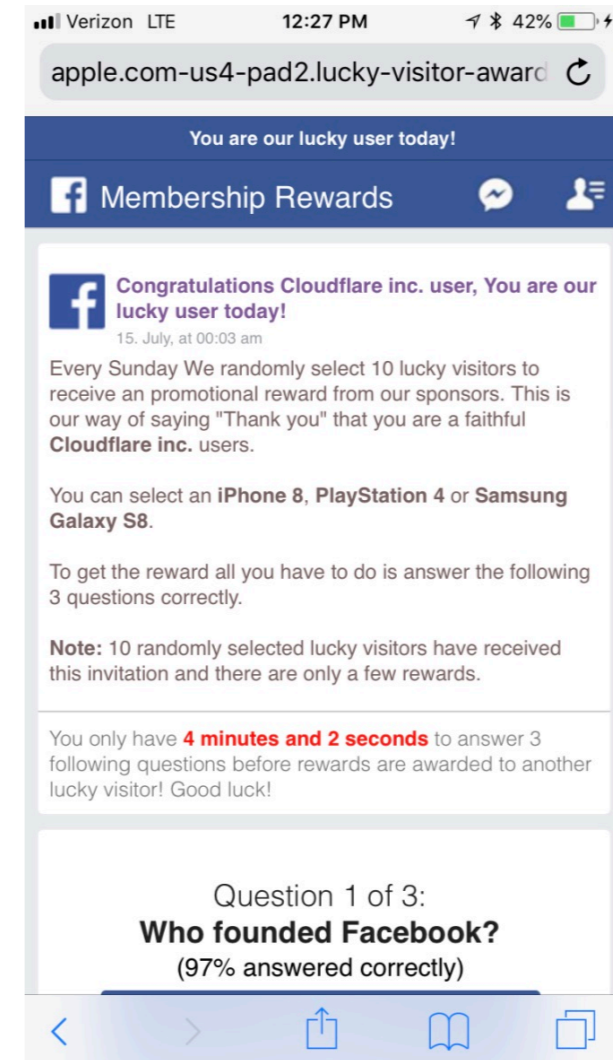 Verizon LTE 12:27 PM 42%
apple.com-us4-pad2.lucky-visitor-award
You are our lucky user today!
f Membership Rewards
f Congratulations Cloudflare inc. user, You are our
lucky user today!
15. July, at 00:03 am
Every Sunday We randomly select 10 lucky visitors to
receive an promotional reward from our sponsors. This is
our way of saying "Thank you" that you are a faithful
Cloudflare inc. users.
You can select an iPhone 8, PlayStation 4 or Samsung
Galaxy S8.
To get the reward all you have to do is answer the following
3 questions correctly.
Note: 10 randomly selected lucky visitors have received
this invitation and there are only a few rewards.
You only have 4 minutes and 2 seconds to answer 3
following questions before rewards are awarded to another
lucky visitor! Good luck!
Question 1 of 3:
Who founded Facebook?
(97% answered correctly)